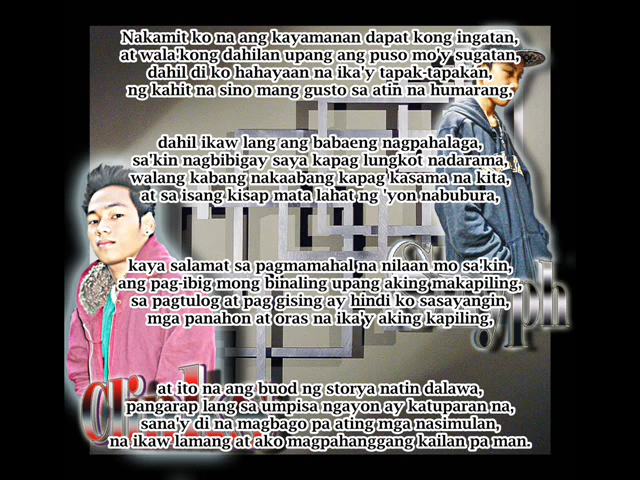 Nakamit ko na ang kayamanan dapat kong ingatan,
at wala'kong dahilan upang ang puso mo'y sugatan,
dahil di ko hahayaan na ika'y tapak-tapakan,
ng kahit na sino mang gusto sa atin na humarang,
dahil ikaw lang ang babaeng nagpahalaga,
sa'kin nagbibigay saya kapag lungkot nadarama,
walang kabang nakaabang kapag kasama na kita,
at sa isang kisap mata lahat ng 'yon nabubura,
kaya salamat sa pagmamahal na nilaan mo sa'kin,
ang pag-ibig mong binaling upang aking makapiling,
sa pagtulog at pag gising ay hindi ko sasayangin,
mga panahon at oras na ika'y aking kapiling,
at ito na ang buod ng storya natin dalawa,
pangarap lang sa umpisa ngayon ay katuparan na,
sana'y di na magbago pa ating mga nasimulan,
na ikaw lamang at ako magpahanggang kailan pa man.